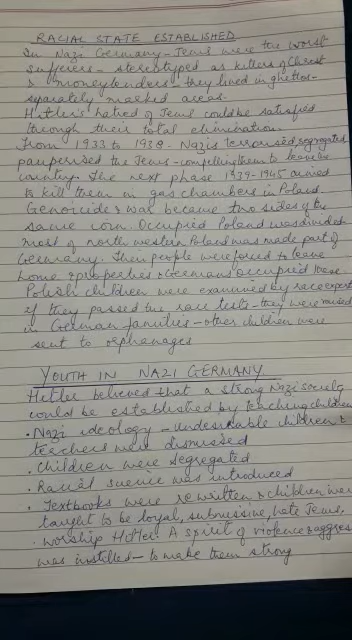 RACIAL STATE ESTABLISHED
In Nazi Germany - Jews were the worst
sufferers - stereotyped as killers of Christ
& moneylenders - they lived in ghettos -
separately marked areas.
Hitler's hatred of Jews could be satisfied
through their total elimination.
From 1933 to 1938 - Nazis terrorised, segregated
pauperised the Jews - compelling them to leave
country. The next phase 1939-1945 aimed
to kill them in gas chambers in Poland.
Genoicide & war became two sides of the
same coin. Occupied Poland was divided
most of north western Poland was made part of
Germany. Then people were forced to leave
home & properties & Germans occupied these
Polish children were examined by race expert
if they passed the race tests - they were raised
in German families - other children were
sent to orphanages
YOUTH IN NAZI GERMANY
Hitler believed that a strong Nazi society
could be established by teaching children
• Nazi ideology - undesirable children &
teachers were dismissed
• Children were segregated
• Racial science was introduced
• Textbooks were re written & children were
taught to be loyal, submissive, hate Jews,
• worship Hitler. A spirit of violence & aggres
was instilled - to make them strong